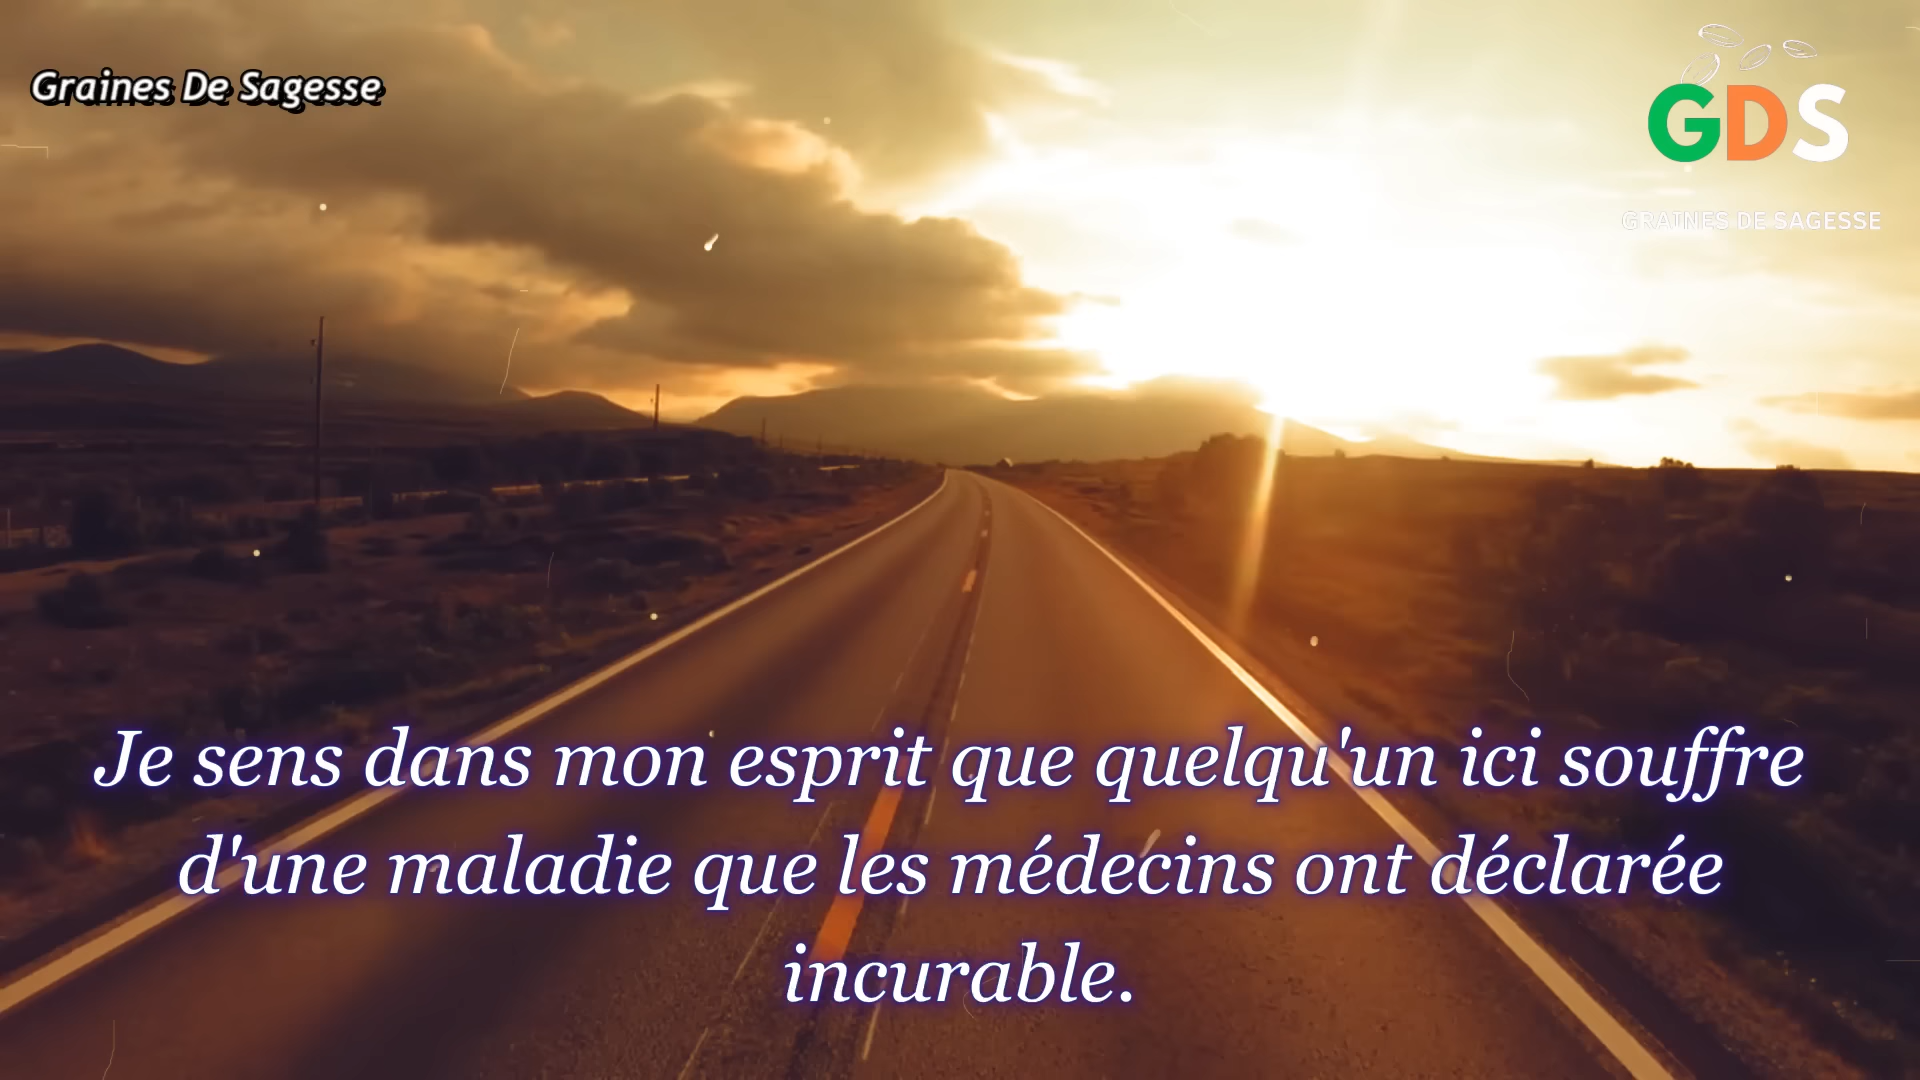 Graines De Sagesse
GDS
GRAINES DE SAGESSE
Je sens dans mon esprit que quelqu'un ici souffre
d'une maladie que les médecins ont déclarée
incurable.